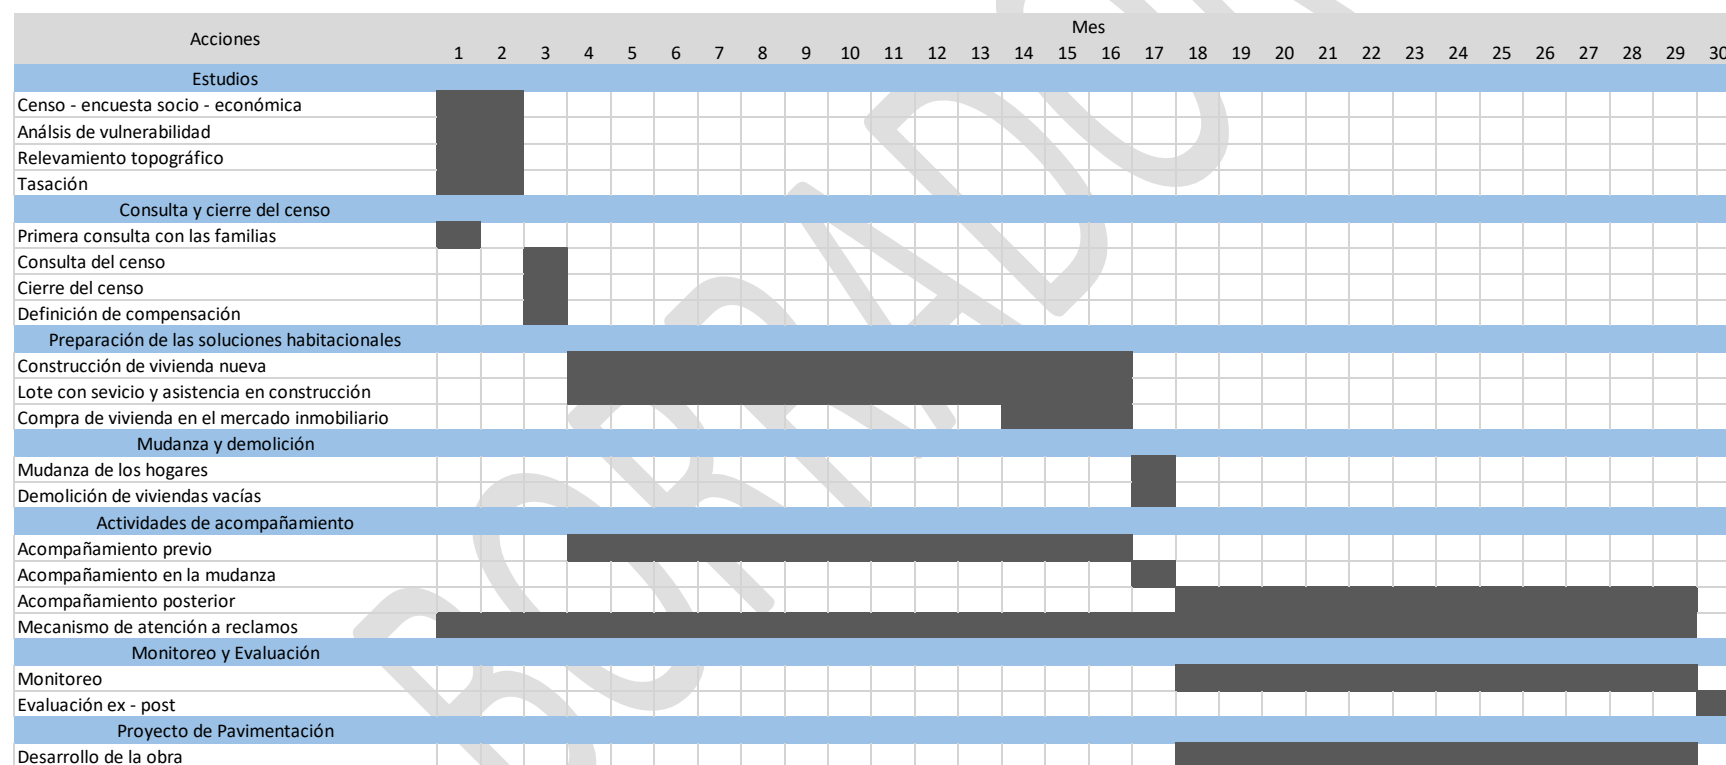 Acciones
Mes
1 2 3 4 5 6 7 8 9 10 11 12 13 14 15 16 17 18 19 20 21 22 23 24 25 26 27 28 29 30
Estudios
Censo - encuesta socio - económica
Análsis de vulnerabilidad
Relevamiento topográfico
Tasación
Consulta y cierre del censo
Primera consulta con las familias
Consulta del censo
Cierre del censo
Definición de compensación
Preparación de las soluciones habitacionales
Construcción de vivienda nueva
Lote con sevicio y asistencia en construcción
Compra de vivienda en el mercado inmobiliario
Mudanza y demolición
Mudanza de los hogares
Demolición de viviendas vacías
Actividades de acompañamiento
Acompañamiento previo
Acompañamiento en la mudanza
Acompañamiento posterior
Mecanismo de atención a reclamos
Monitoreo y Evaluación
Monitoreo
Evaluación ex - post
Proyecto de Pavimentación
Desarrollo de la obra
BORRADOR